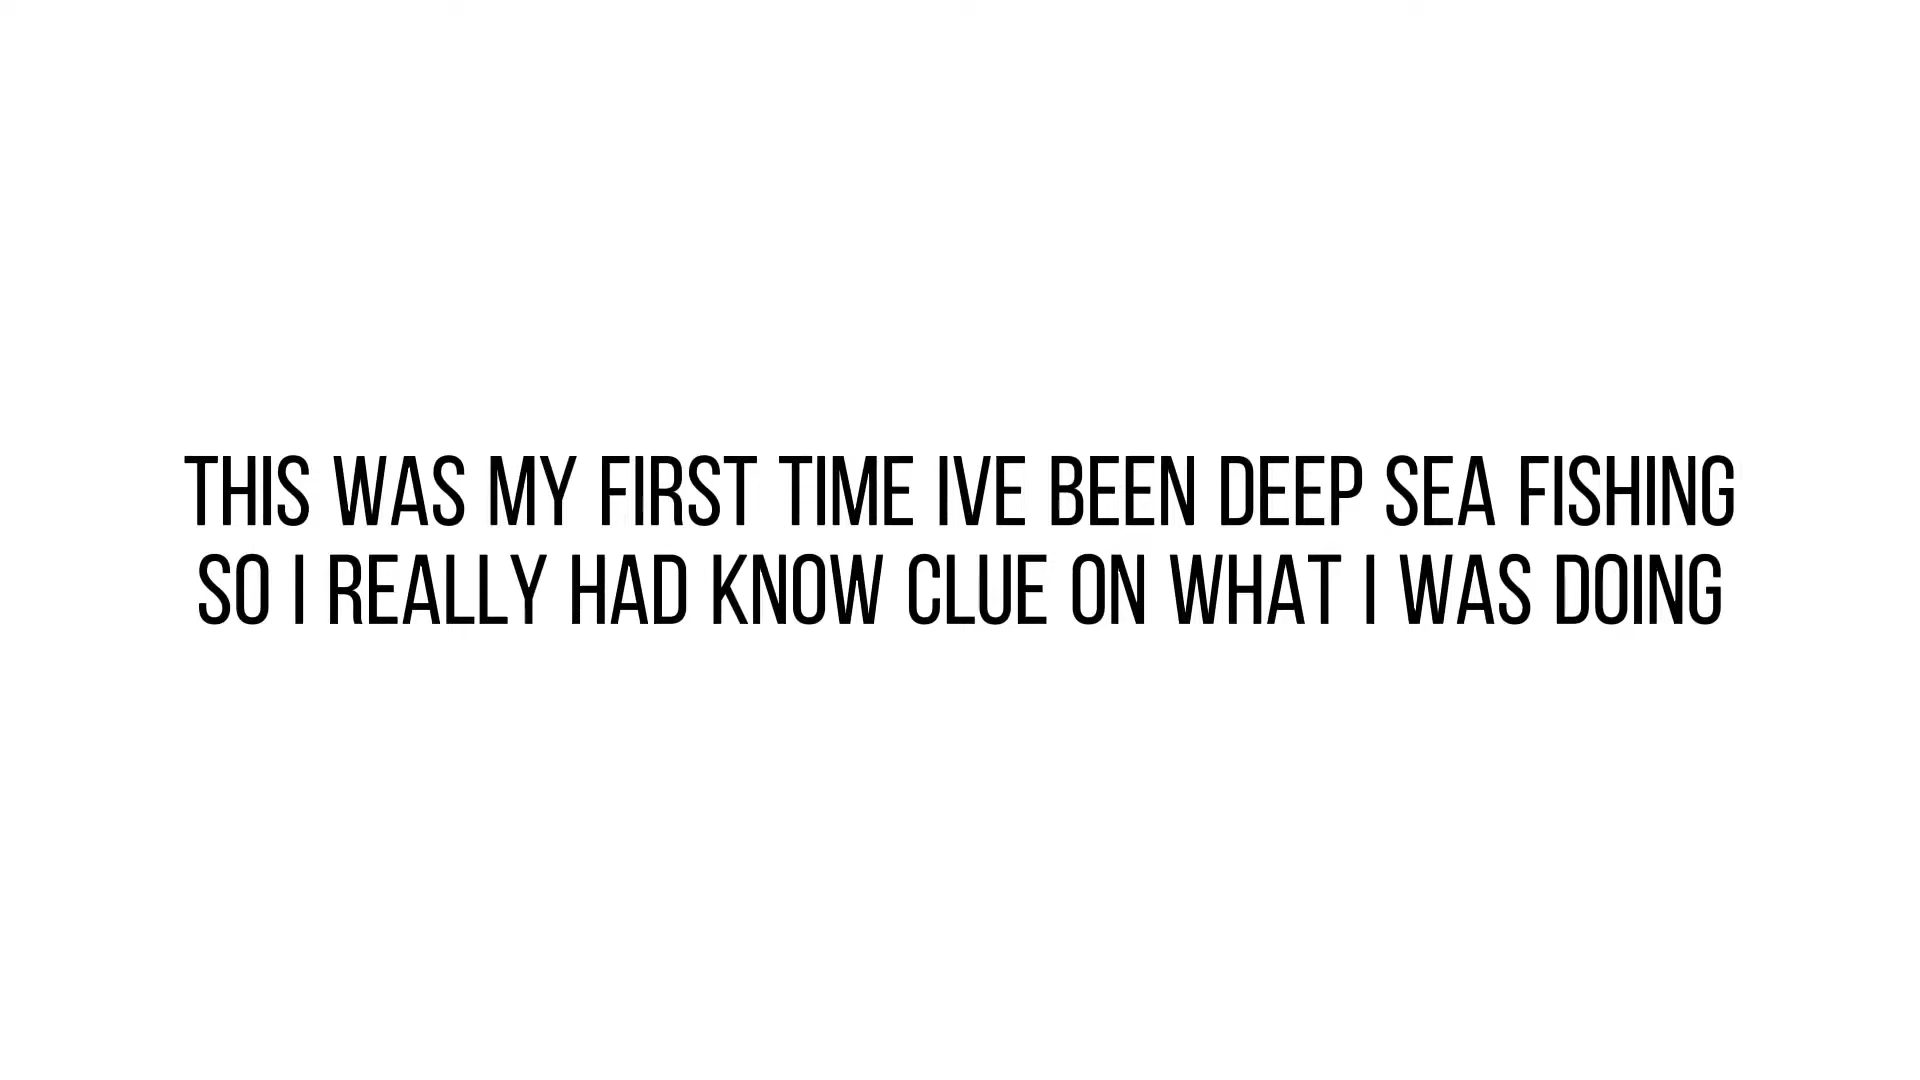 THIS WAS MY FIRST TIME IVE BEEN DEEP SEA FISHING
SO I REALLY HAD KNOW CLUE ON WHAT I WAS DOING